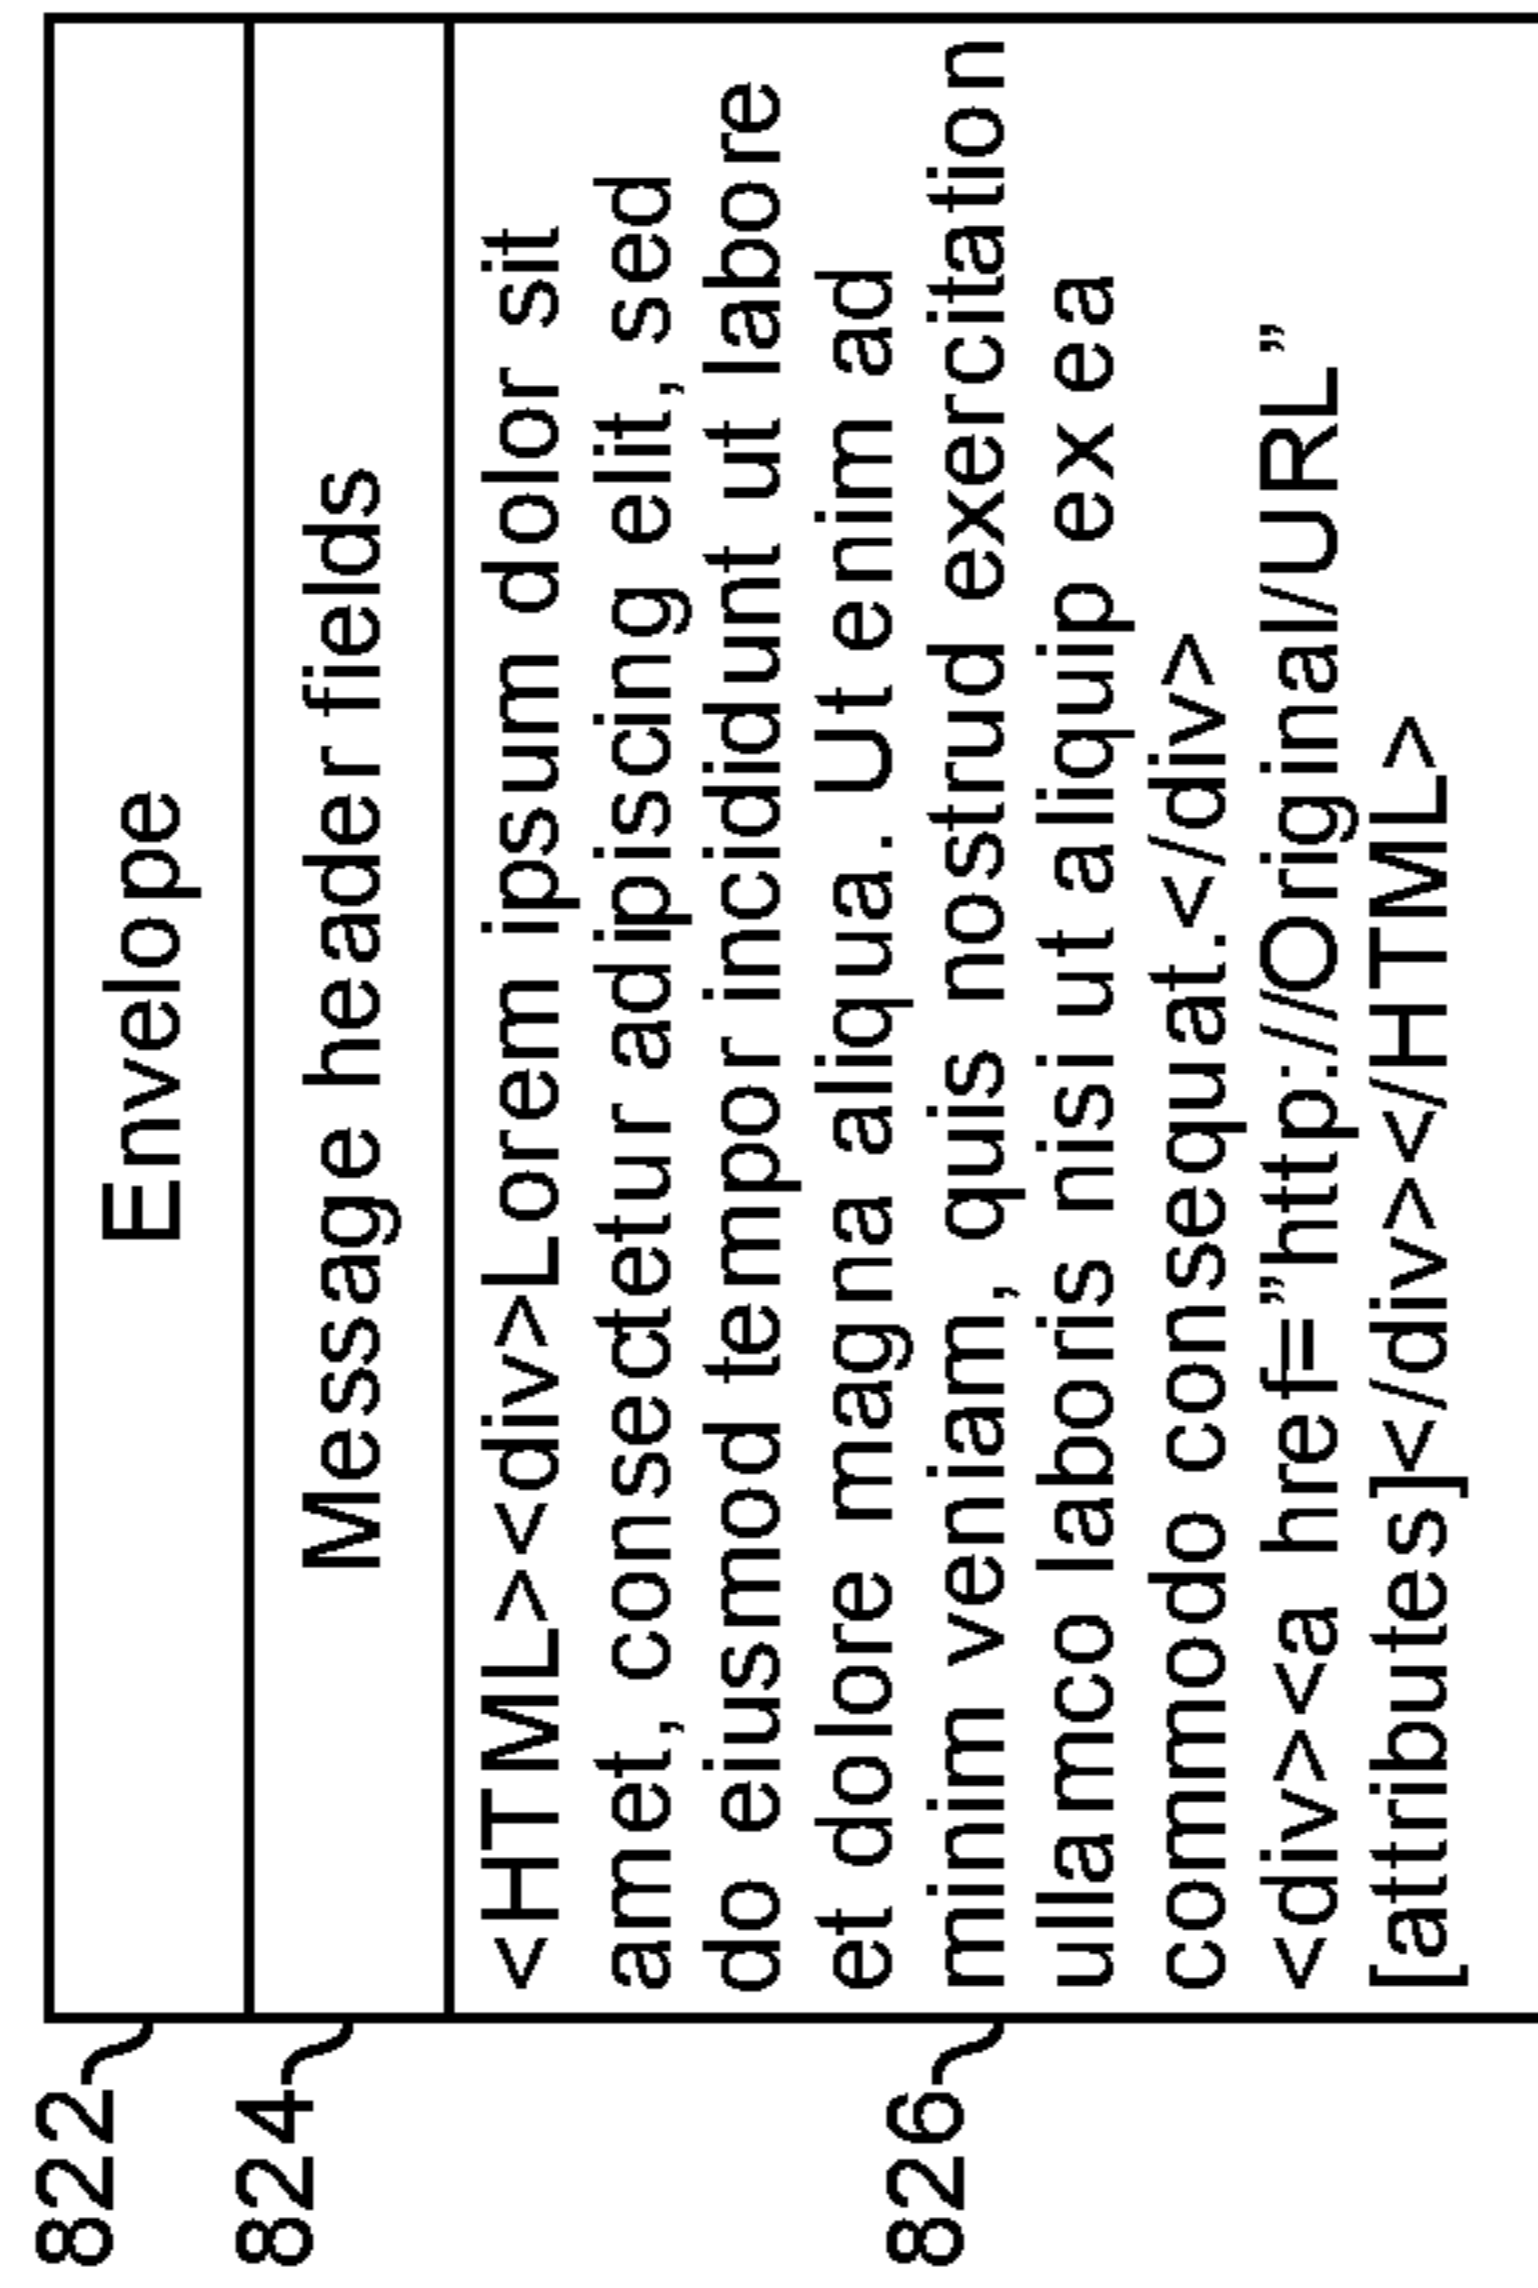 822 Envelope
824 Message header fields
<HTML><div>Lorem ipsum dolor sit
amet, consectetur adipiscing elit, sed
do eiusmod tempor incididunt ut labore
et dolore magna aliqua. Ut enim ad
minim veniam, quis nostrud exercitation
826
ullamco laboris nisi ut aliquip ex ea
commodo consequat.</div>
<div><a href=”http://Original/URL”
[attributes]</div></HTML>